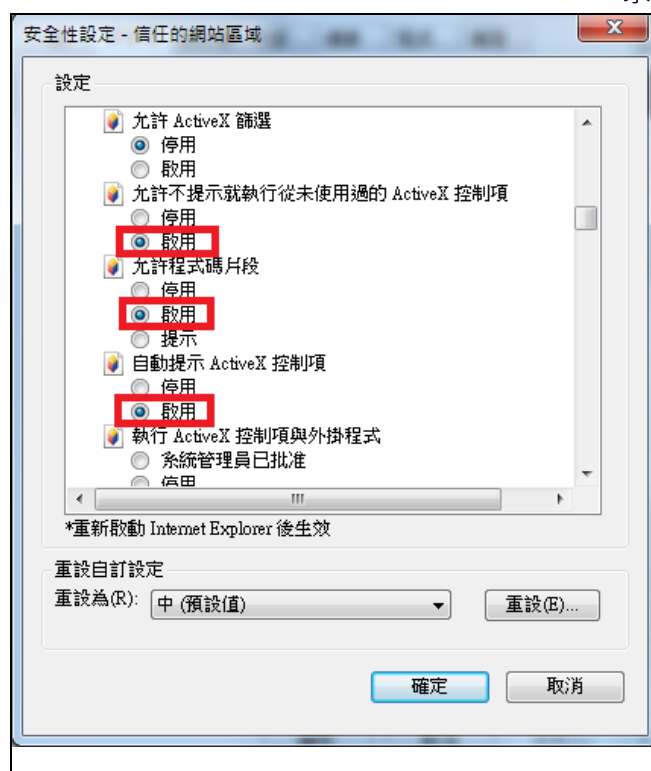 安全性設定 - 信任的網站區域
設定
允許 ActiveX 篩選
停用
啟用
允許不提示就執行從未使用過的 ActiveX 控制項
停用
啟用
允許程式碼片段
停用
啟用
提示
自動提示 ActiveX 控制項
停用
啟用
執行 ActiveX 控制項與外掛程式
系統管理員已批准
停用
*重新啟動 Internet Explorer 後生效
重設自訂設定
重設為(R): 中 (預設值) 重設(E)...
確定 取消